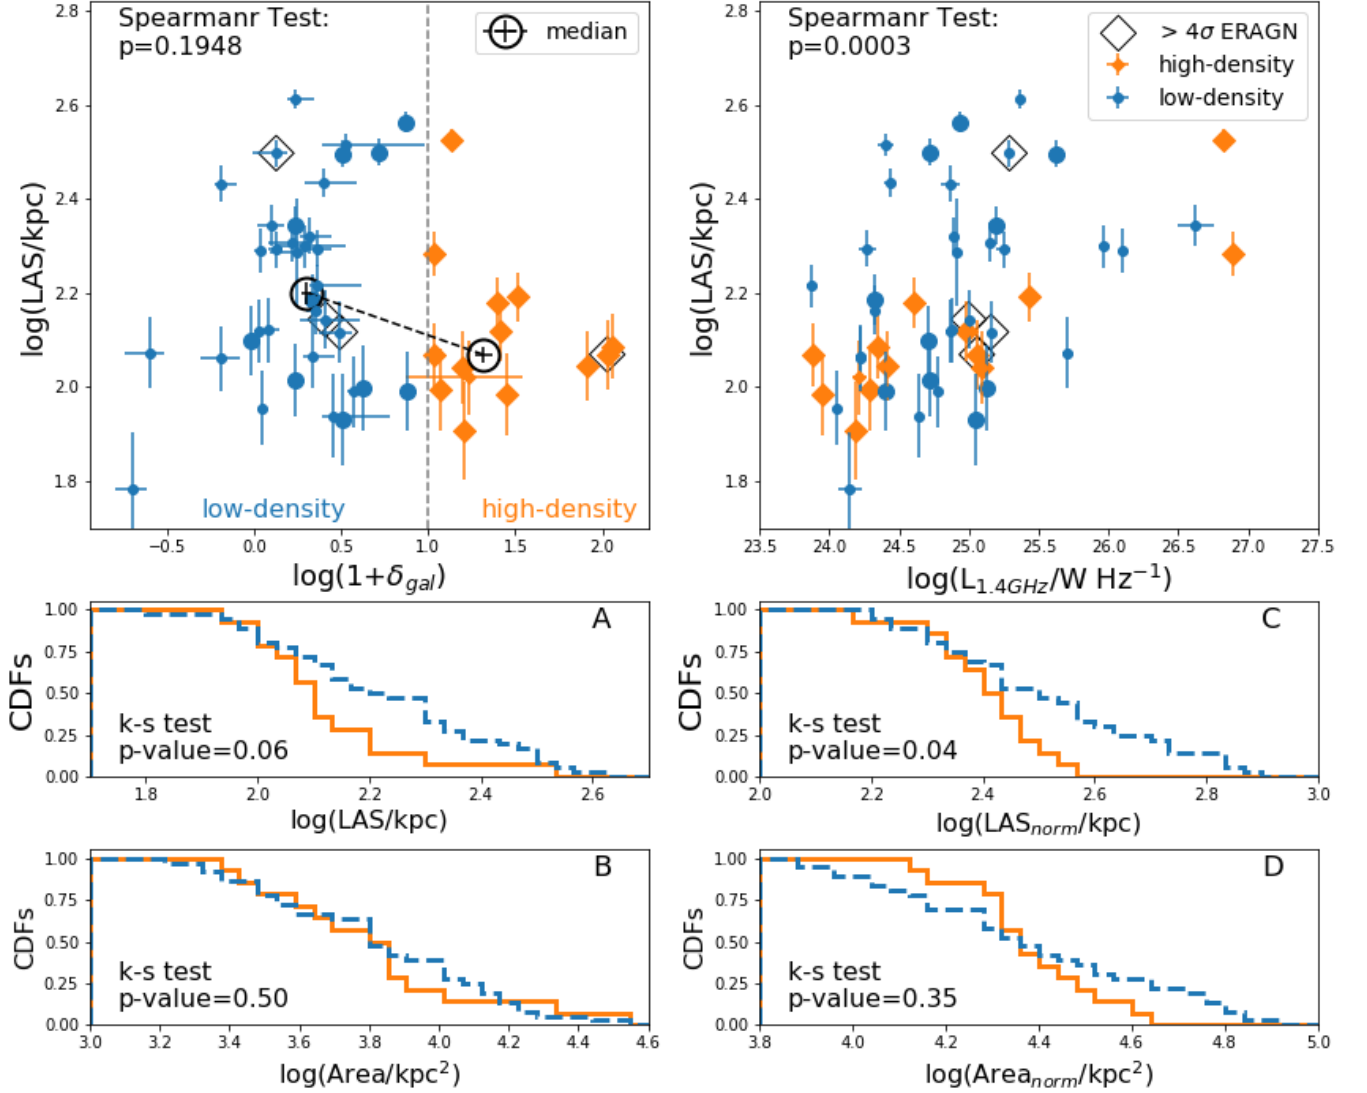 Spearmanr Test:
p=0.1948
median
2.8
2.6
2.4
2.2
2.0
1.8
log(LAS/kpc)
low-density
high-density
−0.5
0.0
0.5
1.0
1.5
2.0
log(1+δgal)
Spearmanr Test:
p=0.0003
> 4σ ERAGN
high-density
low-density
2.8
2.6
2.4
2.2
2.0
1.8
log(LAS/kpc)
23.5
24.0
24.5
25.0
25.5
26.0
26.5
27.0
27.5
log(L1.4GHz/W Hz−1)
A
1.00
0.75
0.50
0.25
0.00
CDFs
k-s test
p-value=0.06
1.8
2.0
2.2
2.4
2.6
log(LAS/kpc)
C
1.00
0.75
0.50
0.25
0.00
CDFs
k-s test
p-value=0.04
2.0
2.2
2.4
2.6
2.8
3.0
log(LASnorm/kpc)
B
1.00
0.75
0.50
0.25
0.00
CDFs
k-s test
p-value=0.50
3.0
3.2
3.4
3.6
3.8
4.0
4.2
4.4
4.6
log(Area/kpc2)
D
1.00
0.75
0.50
0.25
0.00
CDFs
k-s test
p-value=0.35
3.8
4.0
4.2
4.4
4.6
4.8
5.0
log(Areanorm/kpc2)